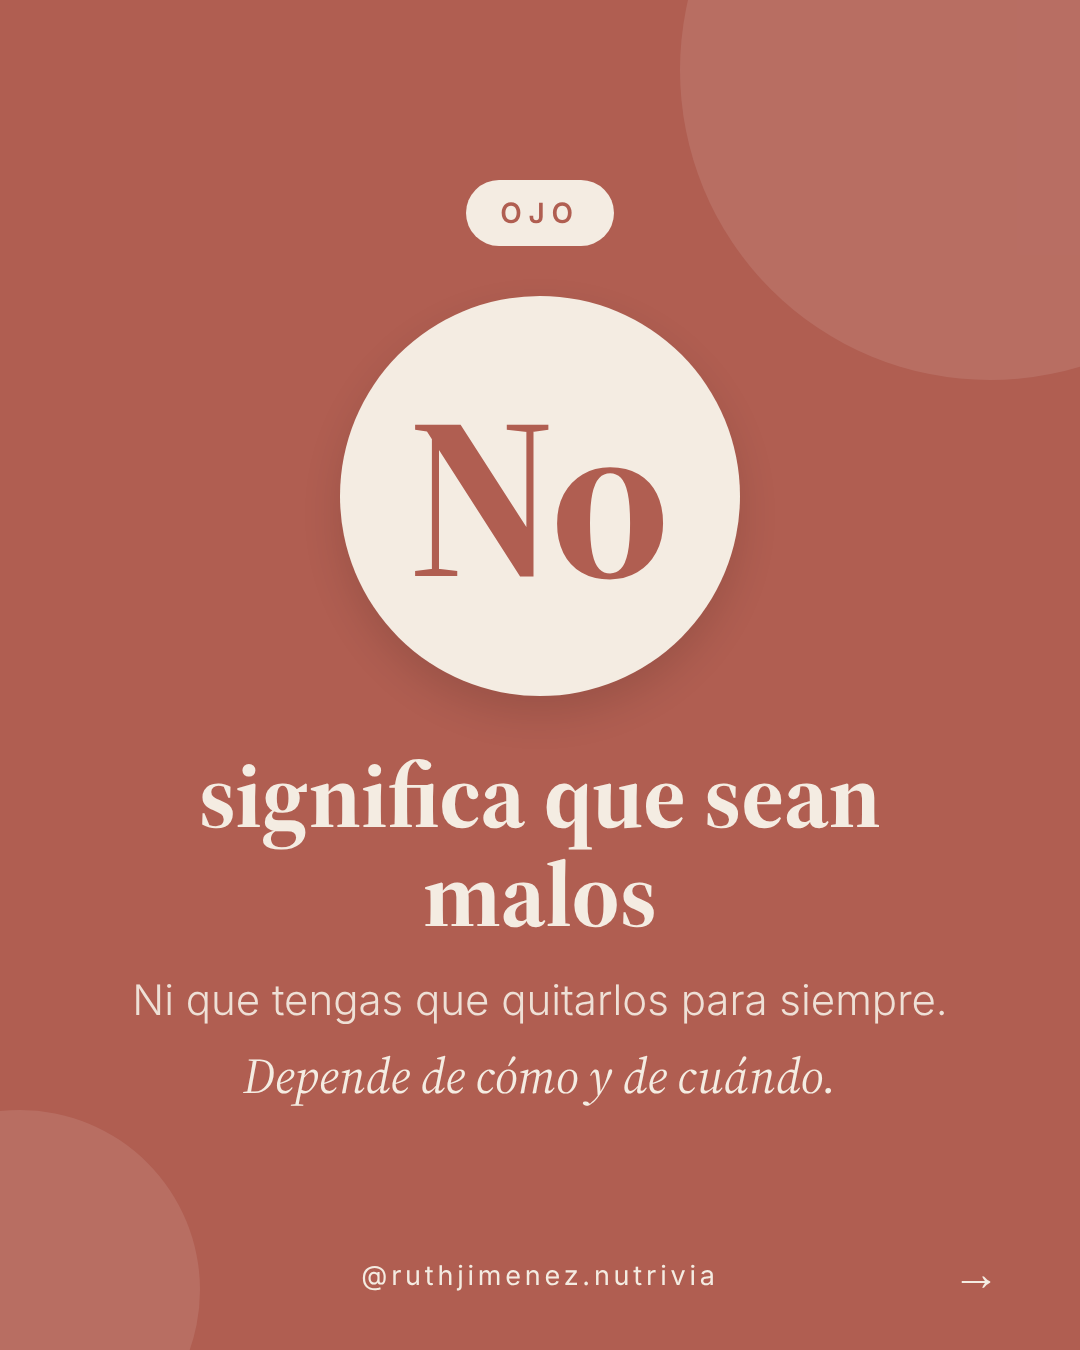 OJO
No
significa que sean
malos
Ni que tengas que quitarlos para siempre.
Depende de cómo y de cuándo.
@ruthjimenez.nutrivia →